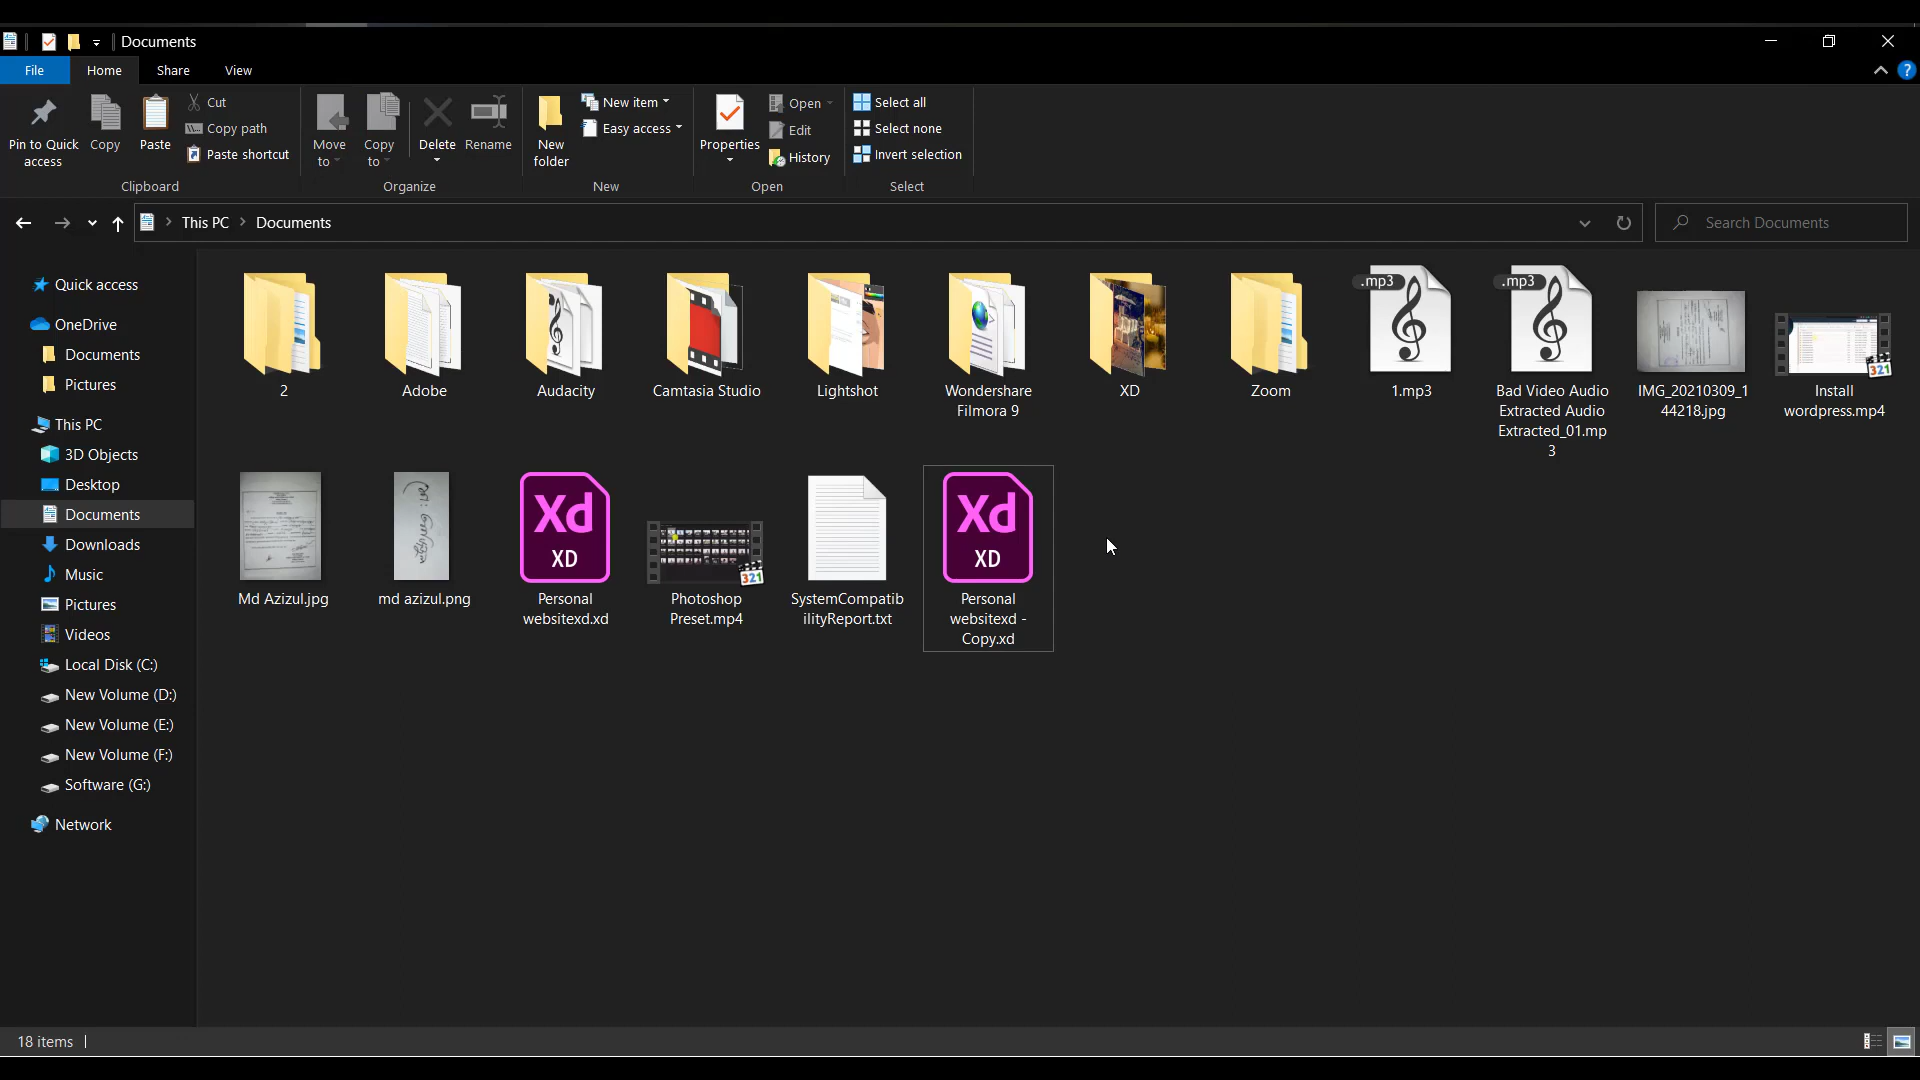 Documents
File
Home
Share
View
Pin to Quick
access
Copy
Paste
Cut
Copy path
Paste shortcut
Clipboard
Move
to
Copy
to
Delete
Rename
Organize
New
folder
New item
Easy access
New
Properties
Open
Edit
History
Open
Select all
Select none
Invert selection
Select
This PC
Documents
Search Documents
Quick access
OneDrive
Documents
Pictures
This PC
3D Objects
Desktop
Documents
Downloads
Music
Pictures
Videos
Local Disk (C:)
New Volume (D:)
New Volume (E:)
New Volume (F:)
Software (G:)
Network
2
Adobe
Audacity
Camtasia Studio
Lightshot
Wondershare
Filmora 9
XD
Zoom
.mp3
1.mp3
.mp3
Bad Video Audio
Extracted Audio
Extracted_01.mp
3
IMG_20210309_1
44218.jpg
321
Install
wordpress.mp4
Md Azizul.jpg
md azizul.png
Xd
XD
Personal
websitexd.xd
321
Photoshop
Preset.mp4
SystemCompatib
ilityReport.txt
Xd
XD
Personal
websitexd -
Copy.xd
18 items